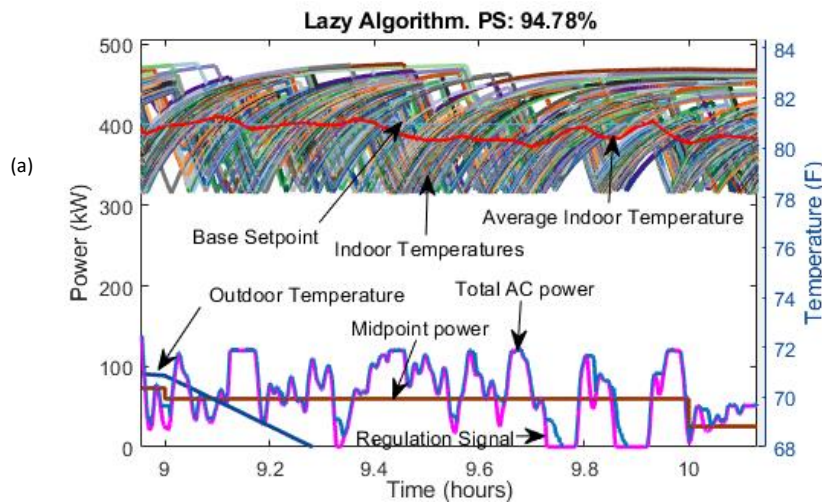 Lazy Algorithm. PS: 94.78%
(a)
500
400
300
200
100
0
Power (kW)
84
82
80
78
76
74
72
70
68
Temperature (F)
Base Setpoint
Indoor Temperatures
Average Indoor Temperature
Outdoor Temperature
Midpoint power
Total AC power
Regulation Signal
9
9.2
9.4
9.6
9.8
10
Time (hours)